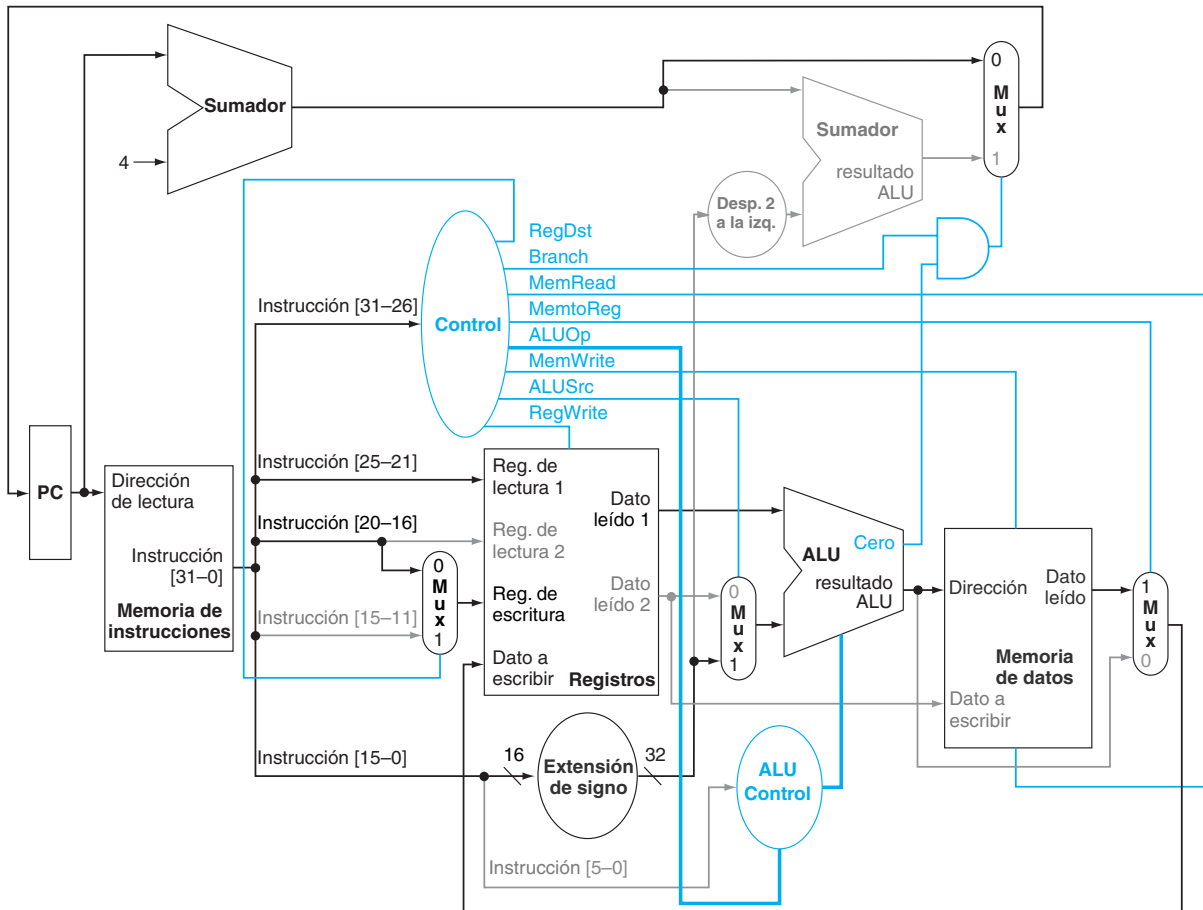 0
M
u
x
1
Sumador
4
Sumador
resultado
ALU
Desp. 2
a la izq.
RegDst
Branch
MemRead
MemtoReg
ALUOp
MemWrite
ALUSrc
RegWrite
Instrucción [31–26]
Control
PC
Dirección
de lectura
Instrucción
[31–0]
Memoria de
instrucciones
Instrucción [25–21]
Instrucción [20–16]
Instrucción [15–11]
0
M
u
x
1
Reg. de
lectura 1
Reg. de
lectura 2
Reg. de
escritura
Dato a
escribir
Dato
leído 1
Dato
leído 2
Registros
0
M
u
x
1
Cero
ALU
resultado
ALU
Dirección
Dato
leído
Memoria
de datos
Dato a
escribir
1
M
u
x
0
Instrucción [15–0]
16
Extensión
de signo
32
ALU
Control
Instrucción [5–0]